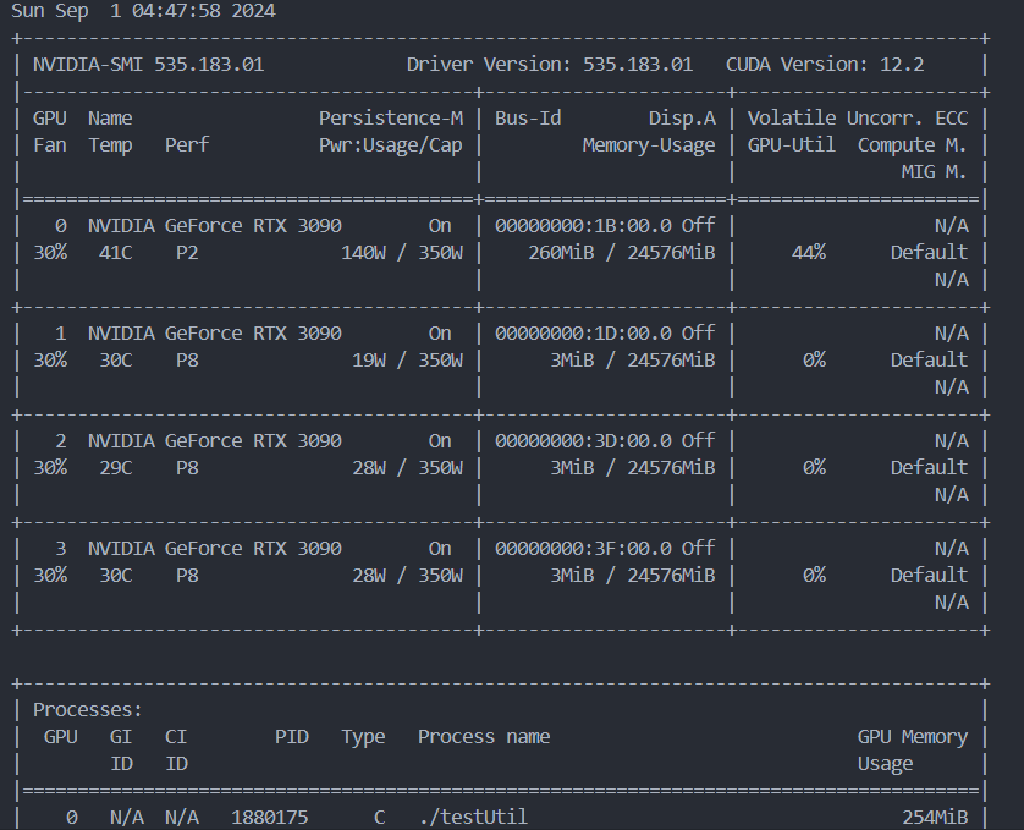 Sun Sep  1 04:47:58 2024
+---------------------------------------------------------------------------------------+
| NVIDIA-SMI 535.183.01             Driver Version: 535.183.01   CUDA Version: 12.2     |
|-----------------------------------------+----------------------+----------------------+
| GPU  Name                 Persistence-M | Bus-Id        Disp.A | Volatile Uncorr. ECC |
| Fan  Temp   Perf          Pwr:Usage/Cap |         Memory-Usage | GPU-Util  Compute M. |
|                                         |                      |               MIG M. |
|=========================================+======================+======================|
|   0  NVIDIA GeForce RTX 3090        On  | 00000000:1B:00.0 Off |                  N/A |
| 30%   41C    P2             140W / 350W |    260MiB / 24576MiB |     44%      Default |
|                                         |                      |                  N/A |
+-----------------------------------------+----------------------+----------------------+
|   1  NVIDIA GeForce RTX 3090        On  | 00000000:1D:00.0 Off |                  N/A |
| 30%   30C    P8              19W / 350W |      3MiB / 24576MiB |      0%      Default |
|                                         |                      |                  N/A |
+-----------------------------------------+----------------------+----------------------+
|   2  NVIDIA GeForce RTX 3090        On  | 00000000:3D:00.0 Off |                  N/A |
| 30%   29C    P8              28W / 350W |      3MiB / 24576MiB |      0%      Default |
|                                         |                      |                  N/A |
+-----------------------------------------+----------------------+----------------------+
|   3  NVIDIA GeForce RTX 3090        On  | 00000000:3F:00.0 Off |                  N/A |
| 30%   30C    P8              28W / 350W |      3MiB / 24576MiB |      0%      Default |
|                                         |                      |                  N/A |
+-----------------------------------------+----------------------+----------------------+

+---------------------------------------------------------------------------------------+
| Processes:                                                                            |
|  GPU   GI   CI        PID   Type   Process name                            GPU Memory |
|        ID   ID                                                             Usage      |
|=======================================================================================|
|    0   N/A  N/A   1880175      C   ./testUtil                                  254MiB |